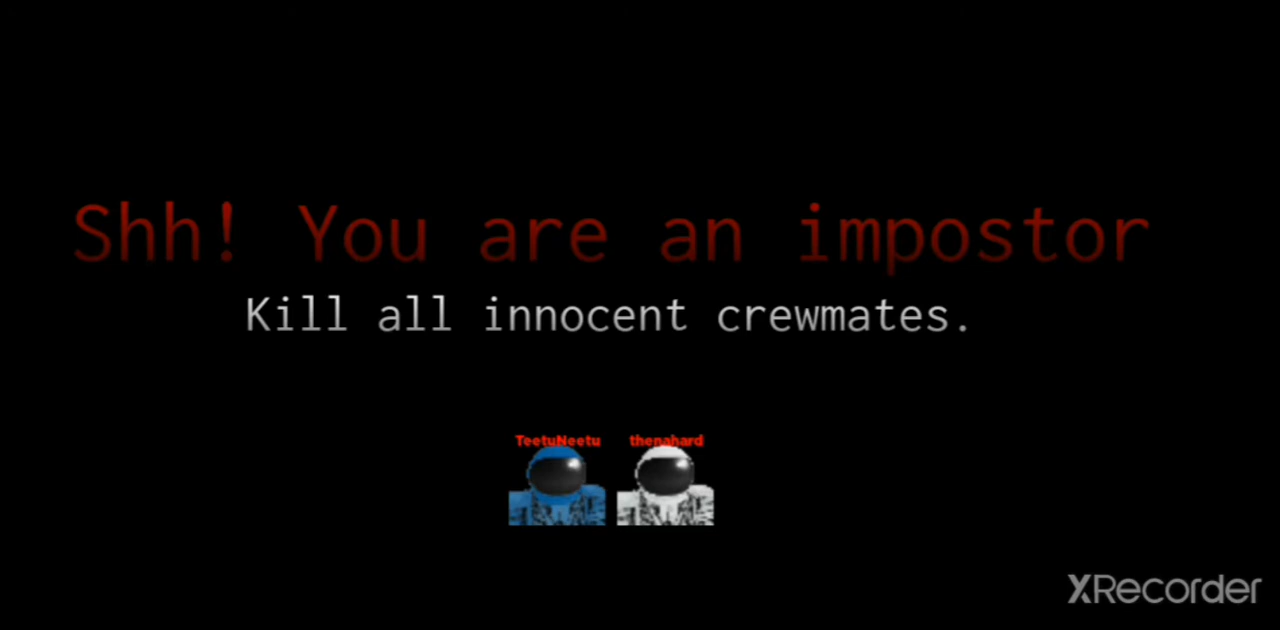 Shh! You are an impostor
Kill all innocent crewmates.
TeetuNeetu thenahard
XRecorder